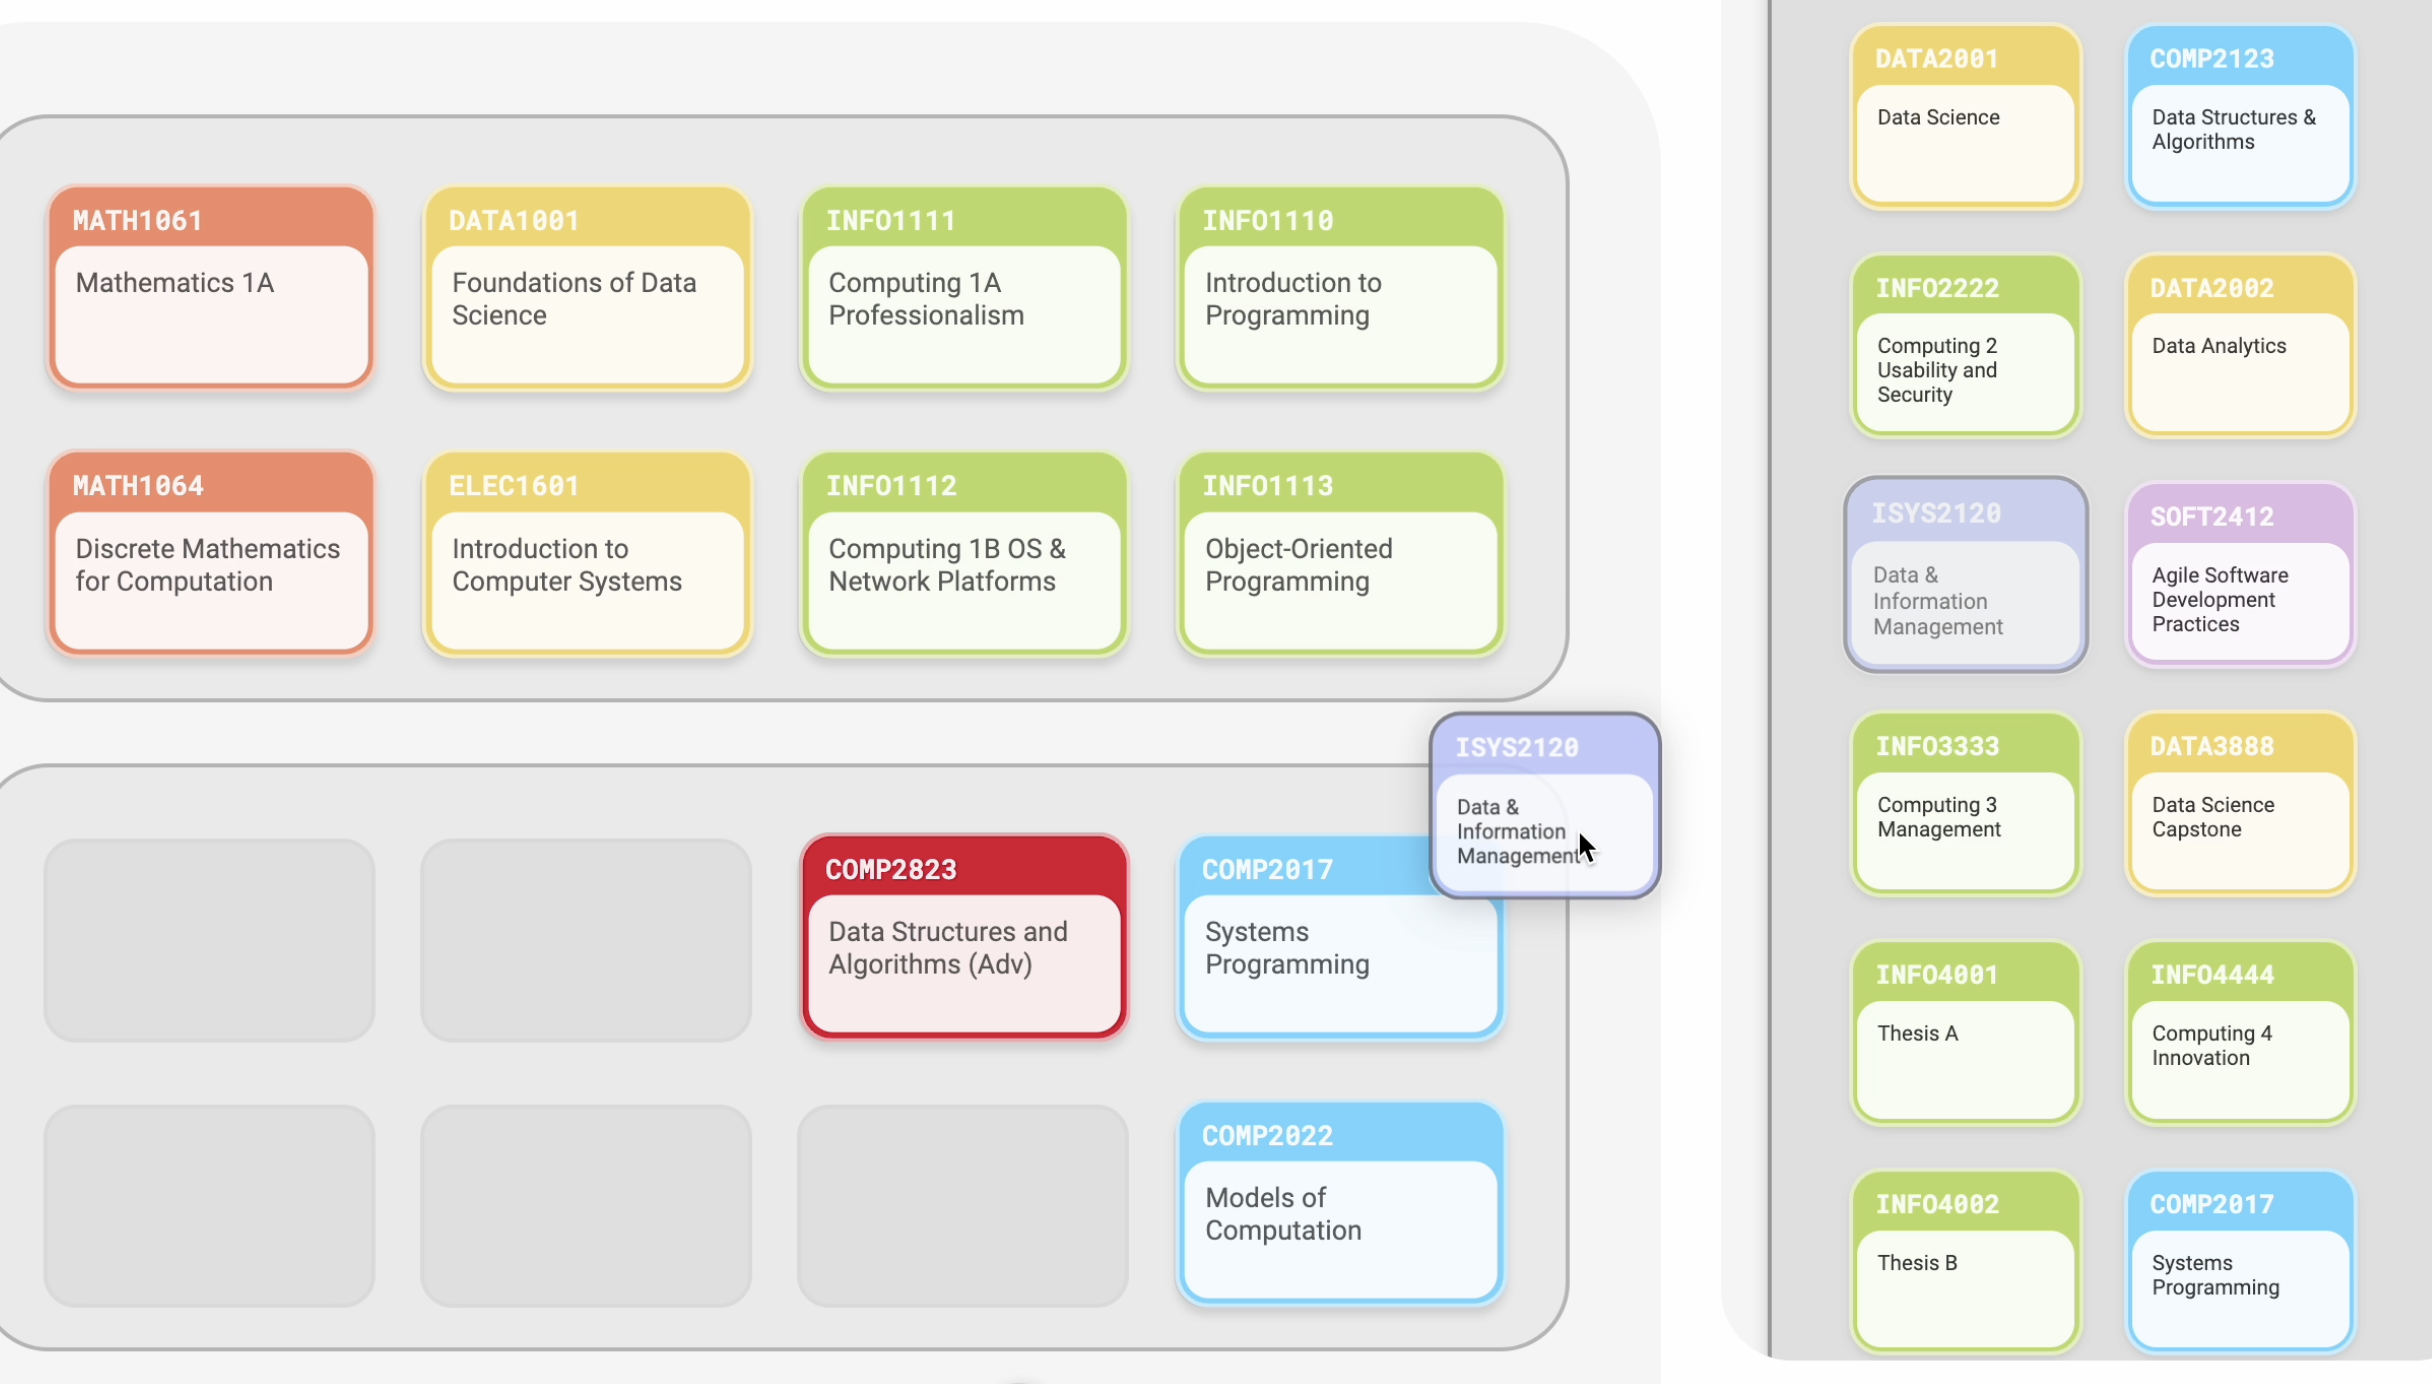 MATH1061
Mathematics 1A
DATA1001
Foundations of Data
Science
INFO1111
Computing 1A
Professionalism
INFO1110
Introduction to
Programming
MATH1064
Discrete Mathematics
for Computation
ELEC1601
Introduction to
Computer Systems
INFO1112
Computing 1B OS &
Network Platforms
INFO1113
Object-Oriented
Programming
ISYS2120
Data &
Information
Management
COMP2823
Data Structures and
Algorithms (Adv)
COMP2017
Systems
Programming
COMP2022
Models of
Computation
DATA2001
Data Science
COMP2123
Data Structures &
Algorithms
INFO2222
Computing 2
Usability and
Security
DATA2002
Data Analytics
ISYS2120
Data &
Information
Management
SOFT2412
Agile Software
Development
Practices
INFO3333
Computing 3
Management
DATA3888
Data Science
Capstone
INFO4001
Thesis A
INFO4444
Computing 4
Innovation
INFO4002
Thesis B
COMP2017
Systems
Programming